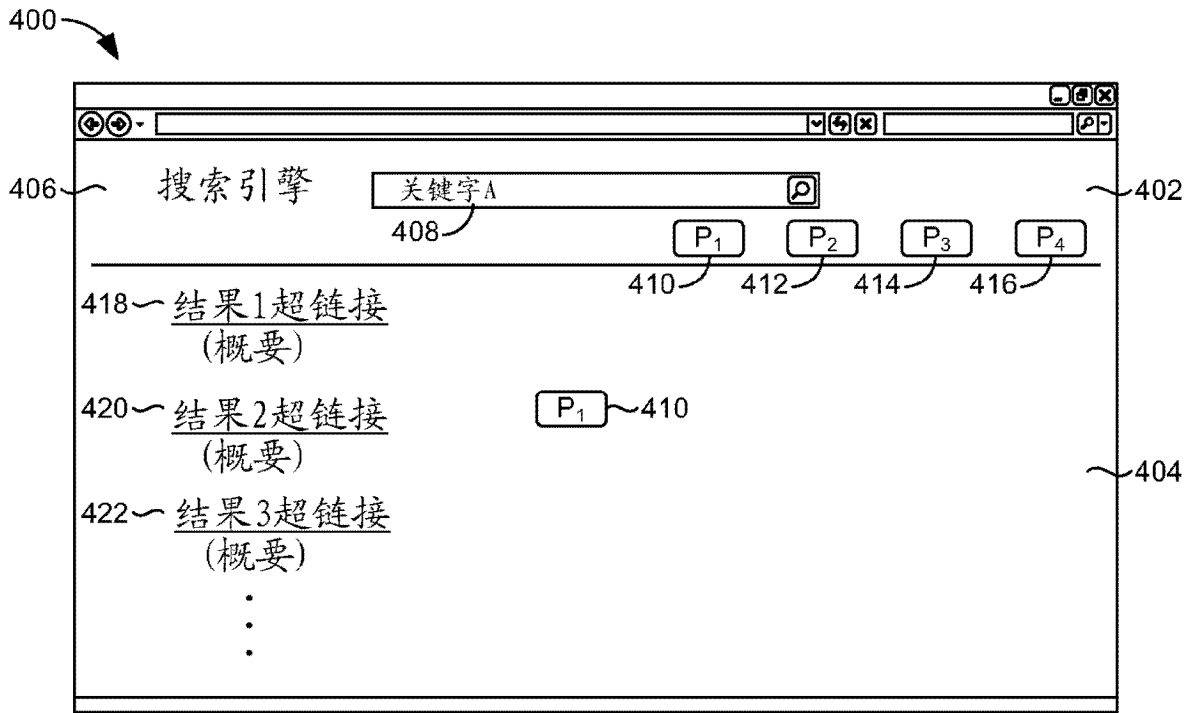 400
406 搜索引擎 关键字A 402
408
P₁ P₂ P₃ P₄
410 412 414 416
418 结果1超链接
(概要)
420 结果2超链接 P₁ 410
(概要)
404
422 结果3超链接
(概要)